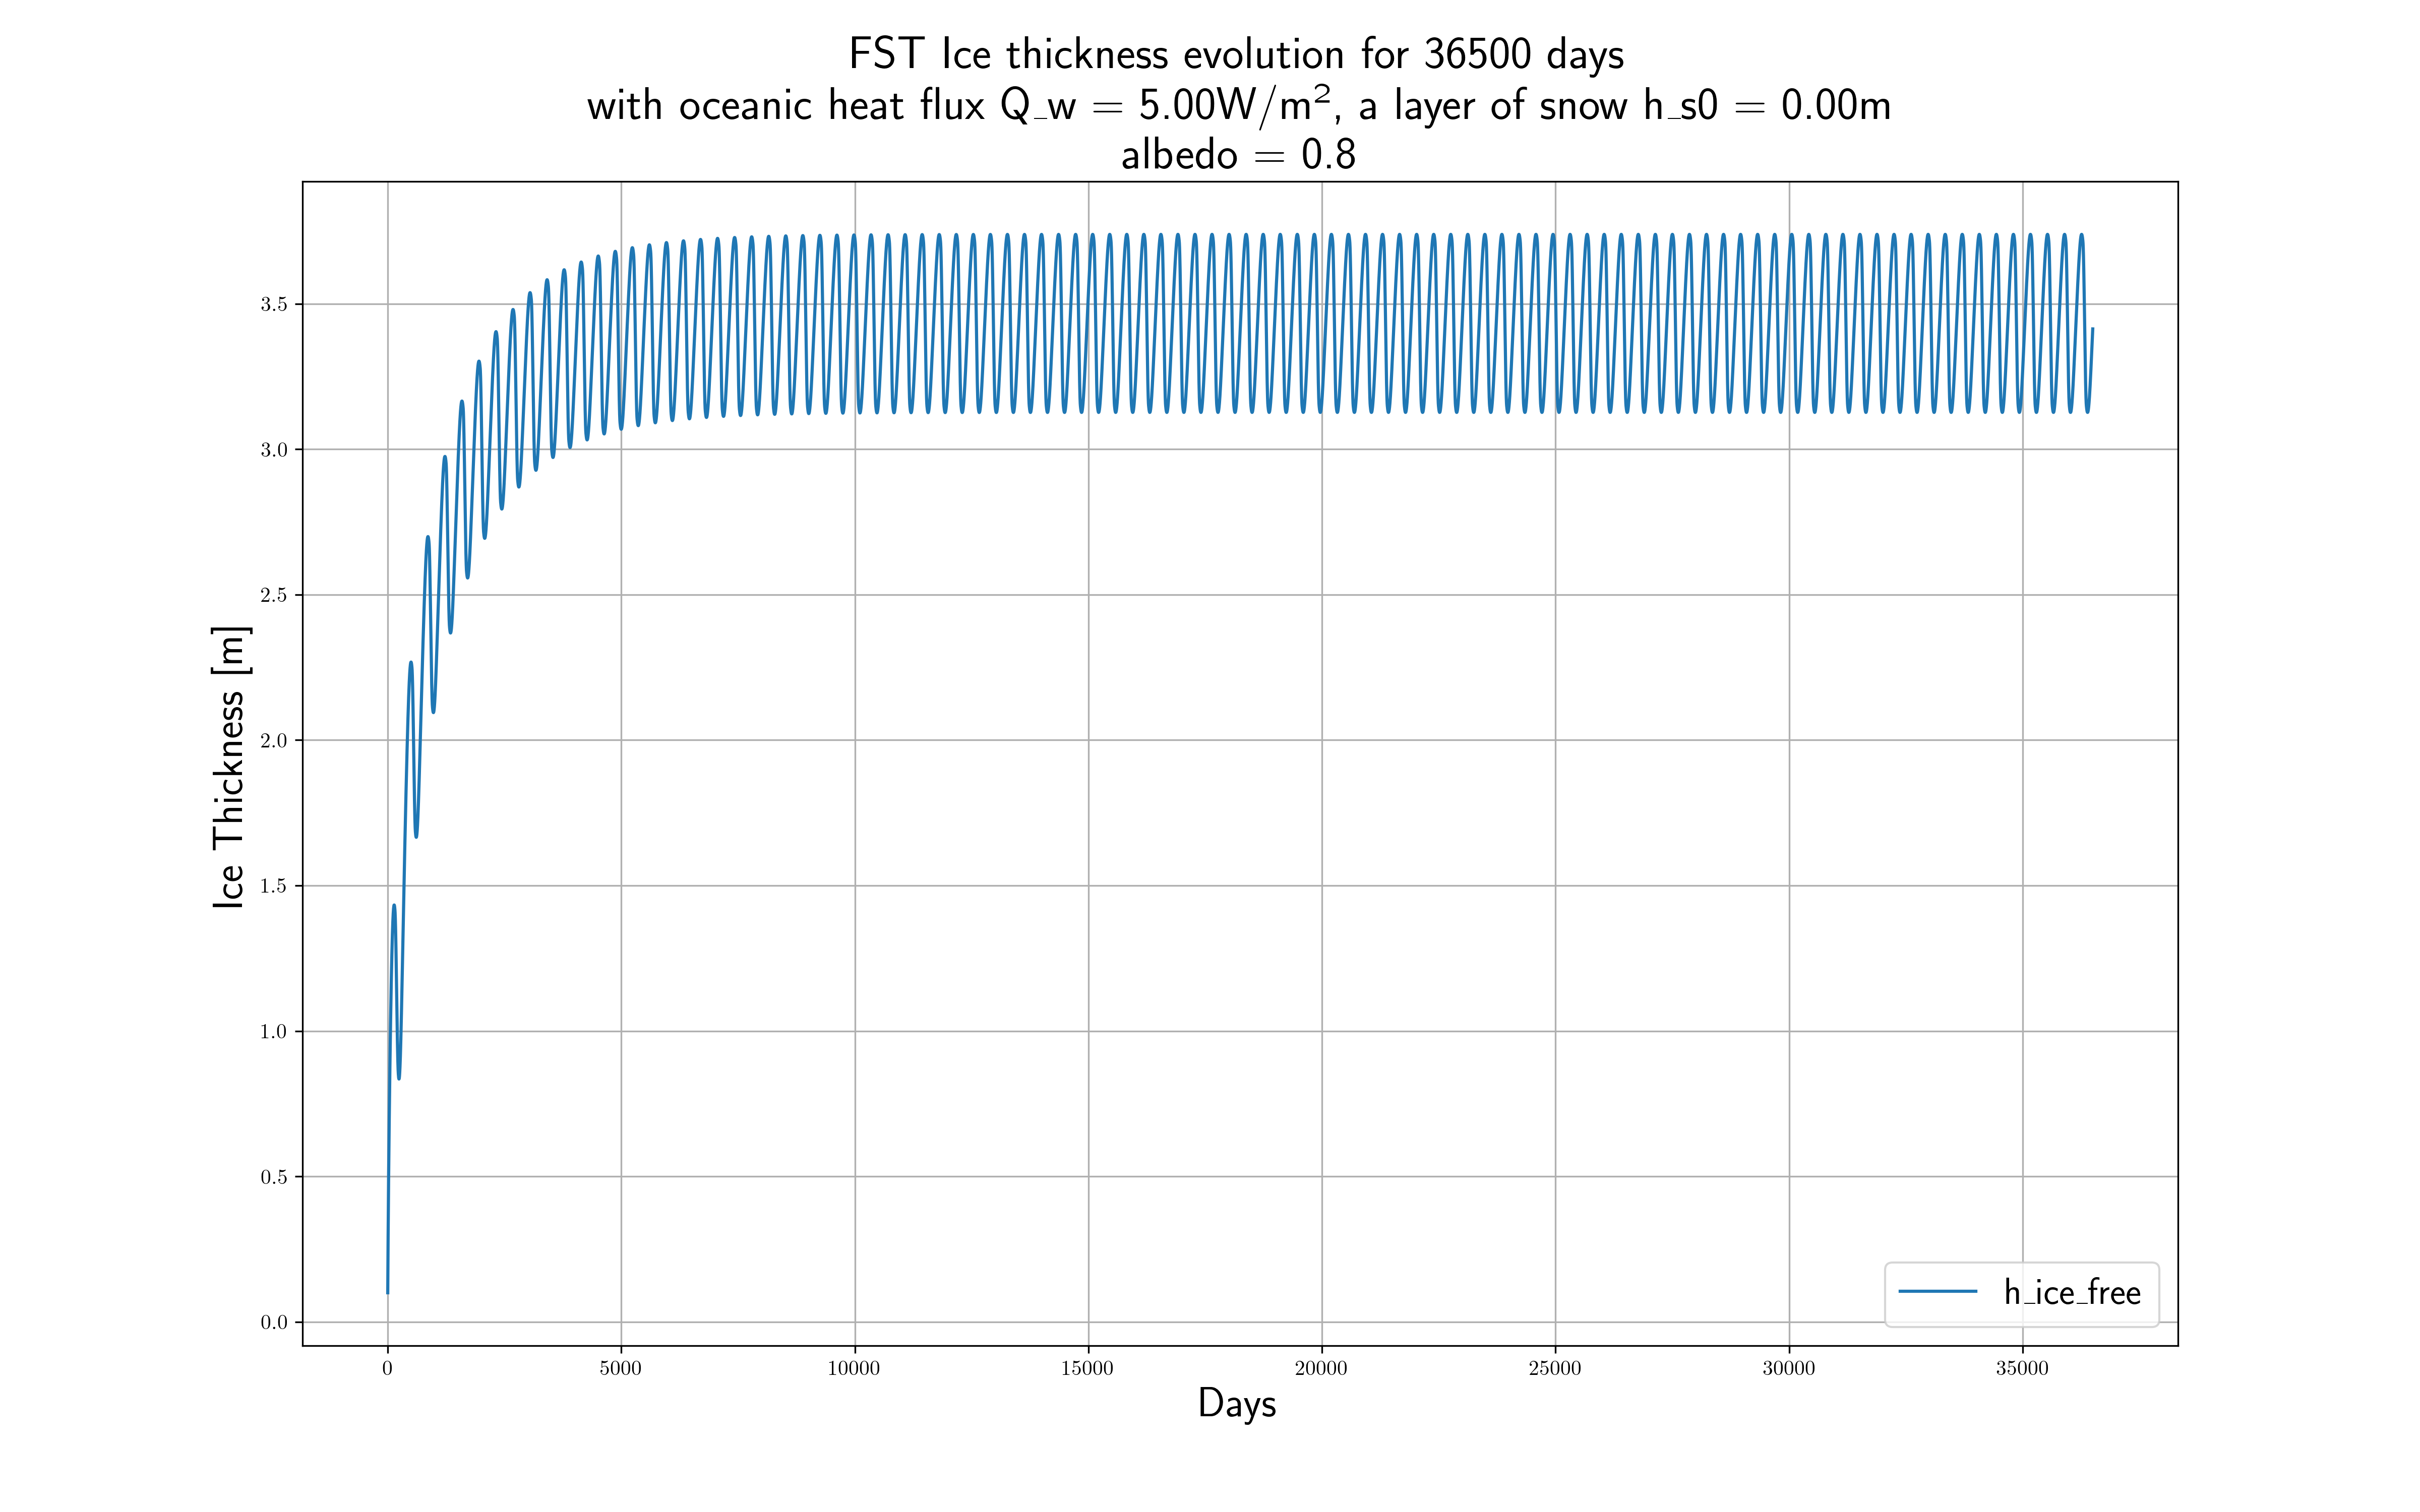 FST Ice thickness evolution for 36500 days
with oceanic heat flux Q_w = 5.00W/m², a layer of snow h_s0 = 0.00m
albedo = 0.8
Ice Thickness [m]
3.5
3.0
2.5
2.0
1.5
1.0
0.5
0.0
h_ice_free
0 5000 10000 15000 20000 25000 30000 35000
Days